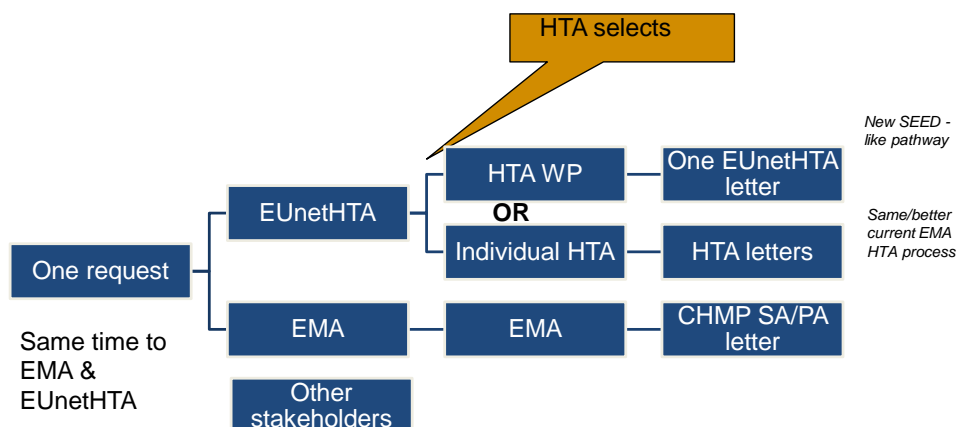 HTA selects
New SEED -
like pathway
HTA WP
One EUnetHTA
letter
EUnetHTA
OR
Same/better
current EMA
HTA process
Individual HTA
HTA letters
One request
EMA
EMA
CHMP SA/PA
letter
Same time to
EMA &
EUnetHTA
Other
stakeholders